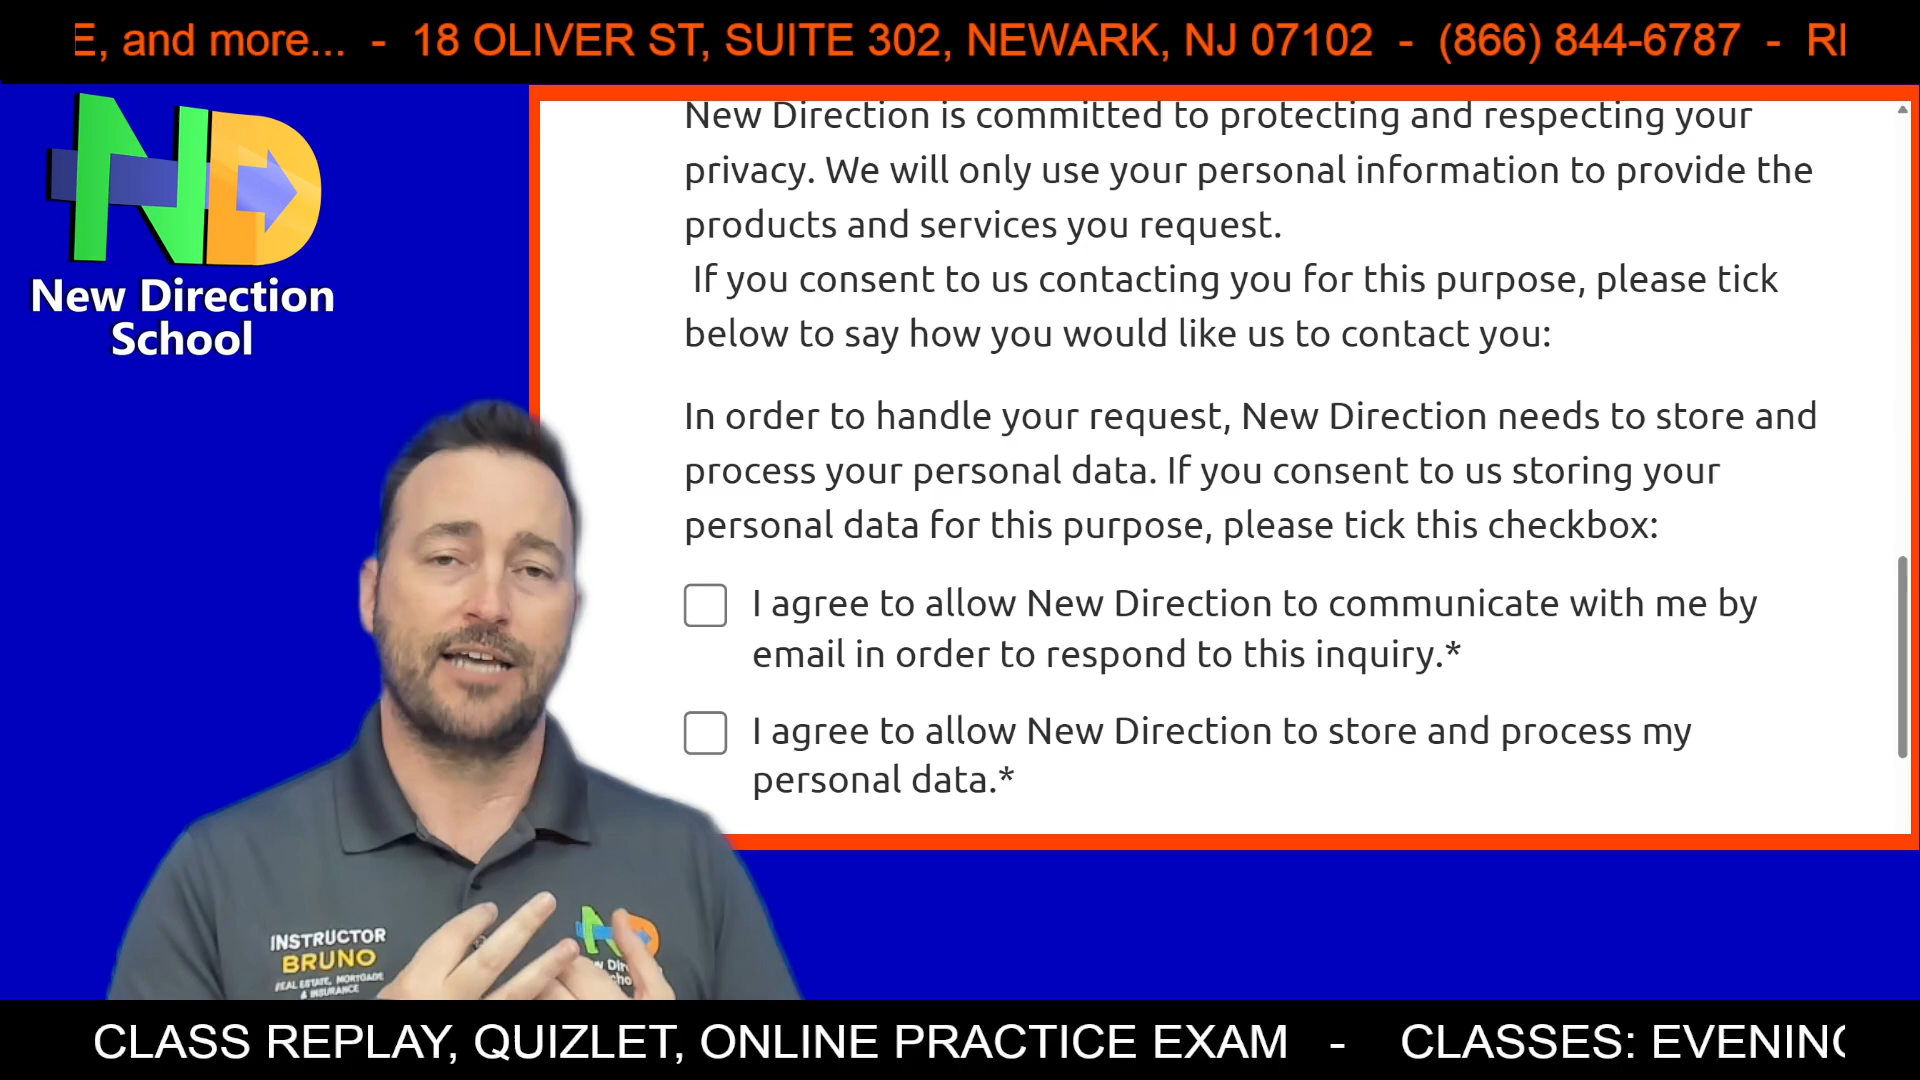 E, and more... - 18 OLIVER ST, SUITE 302, NEWARK, NJ 07102 - (866) 844-6787 -
New Direction
School
New Direction is committed to protecting and respecting your
privacy. We will only use your personal information to provide the
products and services you request.
If you consent to us contacting you for this purpose, please tick
below to say how you would like us to contact you:
In order to handle your request, New Direction needs to store and
process your personal data. If you consent to us storing your
personal data for this purpose, please tick this checkbox:
I agree to allow New Direction to communicate with me by
email in order to respond to this inquiry.*
I agree to allow New Direction to store and process my
personal data.*
INSTRUCTOR
BRUNO
REAL ESTATE, MORTGAGE
& INSURANCE
CLASS REPLAY, QUIZLET, ONLINE PRACTICE EXAM - CLASSES: